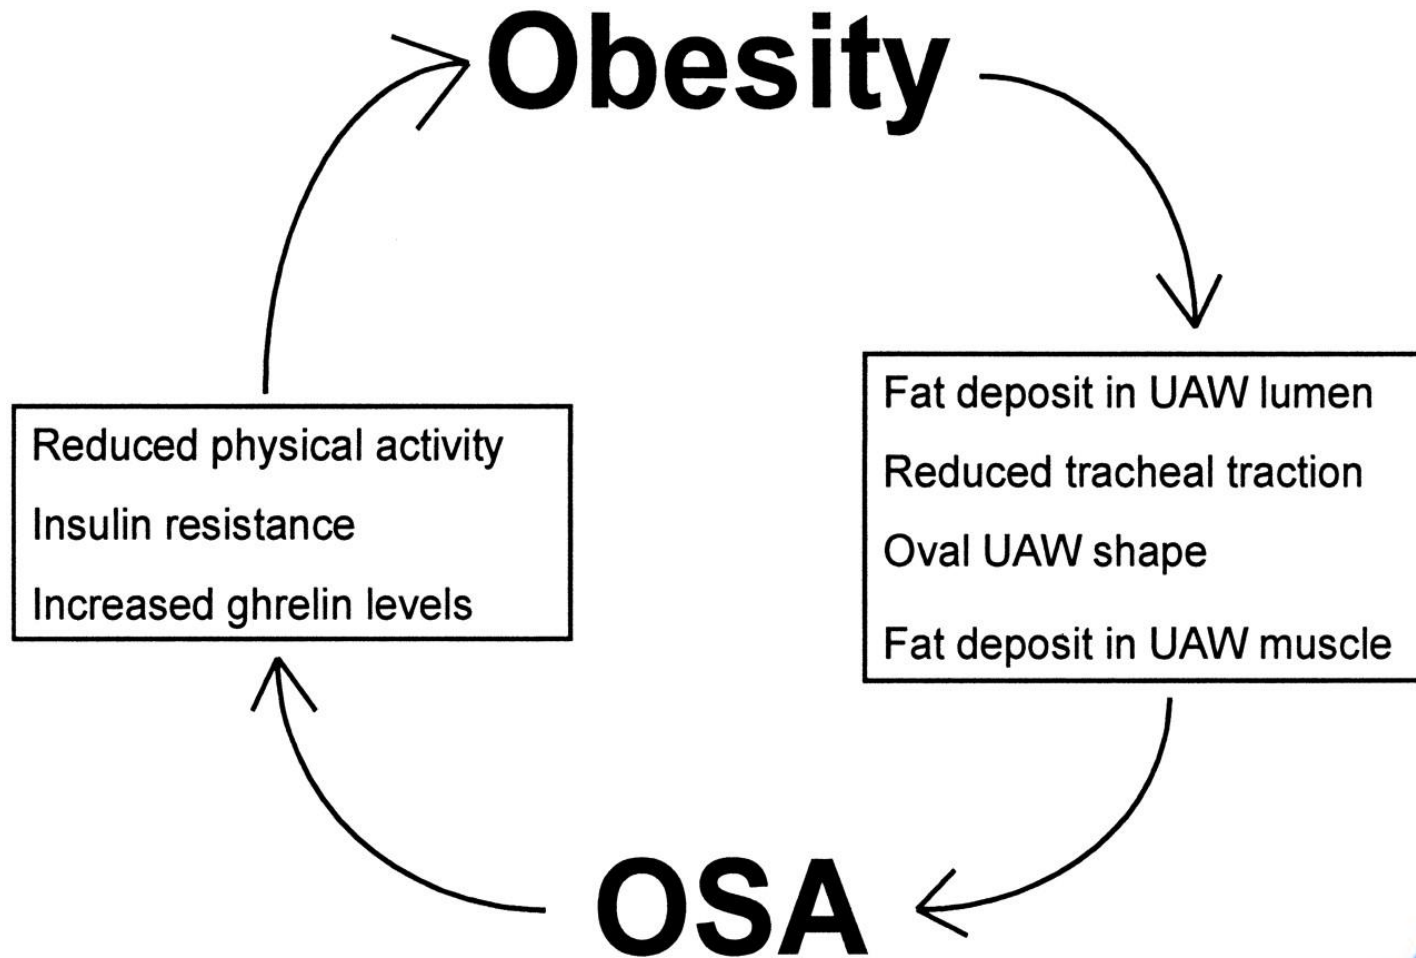 Obesity
Fat deposit in UAW lumen
Reduced tracheal traction
Oval UAW shape
Fat deposit in UAW muscle
OSA
Reduced physical activity
Insulin resistance
Increased ghrelin levels